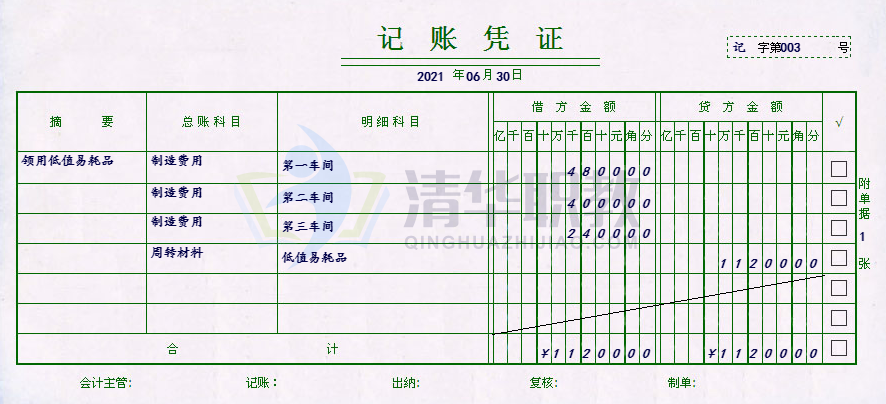 记 账 凭 证
记 字第003 号
2021 年06月30日
摘 要 总账科目 明细科目 借 方 金 额 贷 方 金 额 √
亿千百十万千百十元角分 亿千百十万千百十元角分
领用低值易耗品 制造费用 第一车间 480000
制造费用 第二车间 400000
制造费用 第三车间 240000
周转材料 低值易耗品 1120000
合 计 ¥1120000 ¥1120000
附单据 1 张
会计主管: 记账: 出纳: 复核: 制单:
清华职教
QINGHUAZHIJIAO.COM